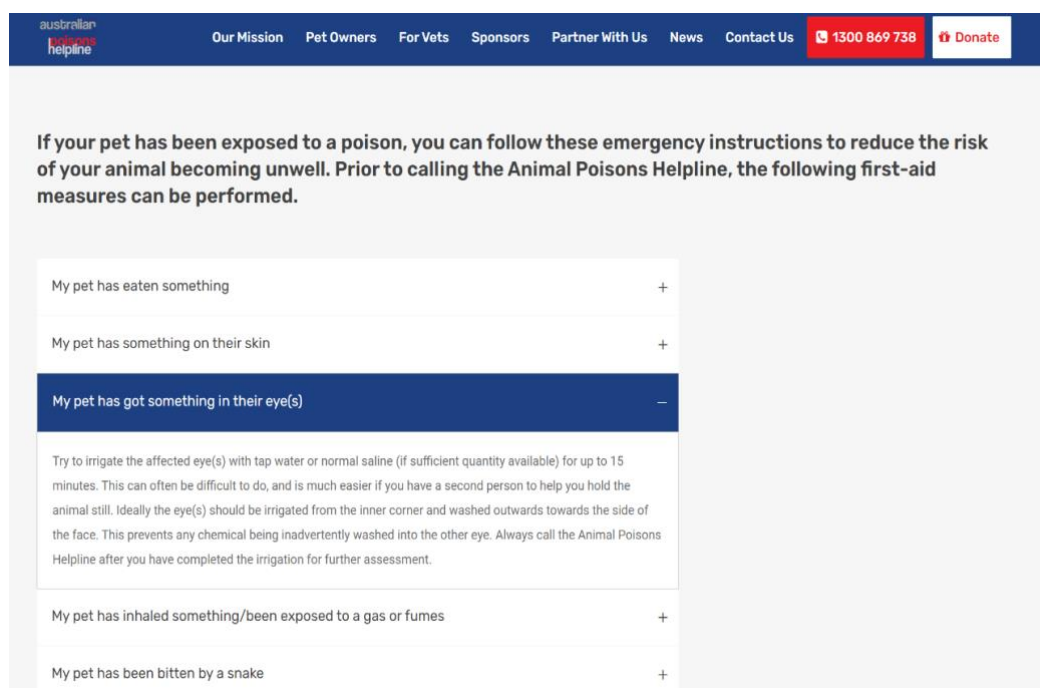 australian
poisons
helpline
Our Mission Pet Owners For Vets Sponsors Partner With Us News Contact Us 1300 869 738 Donate
If your pet has been exposed to a poison, you can follow these emergency instructions to reduce the risk
of your animal becoming unwell. Prior to calling the Animal Poisons Helpline, the following first-aid
measures can be performed.
My pet has eaten something +
My pet has something on their skin +
My pet has got something in their eye(s) –
Try to irrigate the affected eye(s) with tap water or normal saline (if sufficient quantity available) for up to 15
minutes. This can often be difficult to do, and is much easier if you have a second person to help you hold the
animal still. Ideally the eye(s) should be irrigated from the inner corner and washed outwards towards the side of
the face. This prevents any chemical being inadvertently washed into the other eye. Always call the Animal Poisons
Helpline after you have completed the irrigation for further assessment.
My pet has inhaled something/been exposed to a gas or fumes +
My pet has been bitten by a snake +